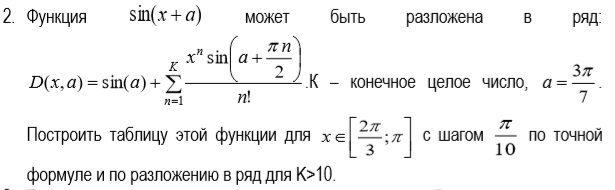 2. Функция sin(x+a) может быть разложена в ряд:
D(x,a) = sin(a) + \sum_{n=1}^{K} \frac{x^n \sin\left(a+\frac{\pi n}{2}\right)}{n!} .К – конечное целое число, a = \frac{3\pi}{7} .
Построить таблицу этой функции для x ∈ \left[\frac{2\pi}{3};\pi\right] с шагом \frac{\pi}{10} по точной
формуле и по разложению в ряд для K>10.